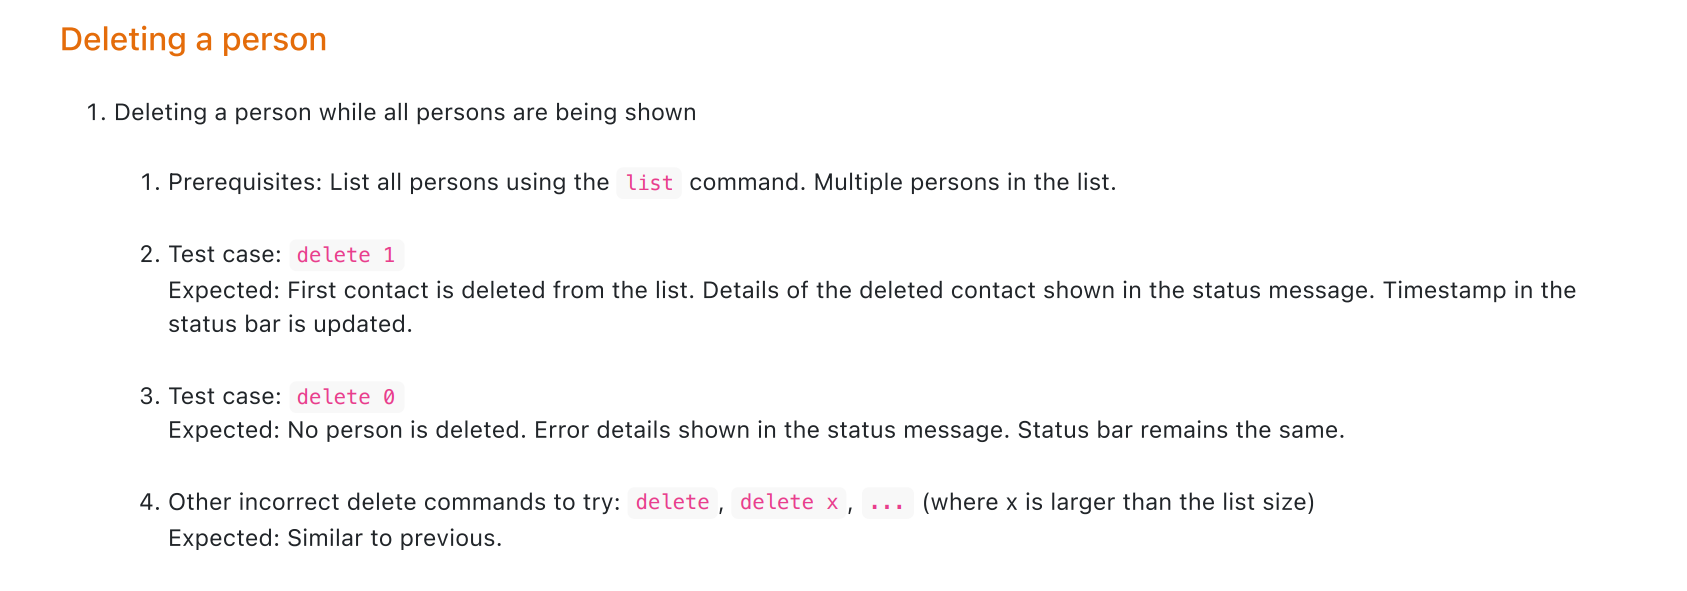 Deleting a person
1. Deleting a person while all persons are being shown
1. Prerequisites: List all persons using the list command. Multiple persons in the list.
2. Test case: delete 1
Expected: First contact is deleted from the list. Details of the deleted contact shown in the status message. Timestamp in the
status bar is updated.
3. Test case: delete 0
Expected: No person is deleted. Error details shown in the status message. Status bar remains the same.
4. Other incorrect delete commands to try: delete, delete x, ... (where x is larger than the list size)
Expected: Similar to previous.